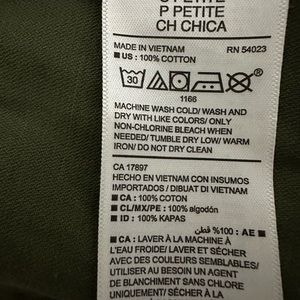 P PETITE
CH CHICA
MADE IN VIETNAM RN 54023
■ US : 100% COTTON
30
1166
MACHINE WASH COLD/ WASH AND
DRY WITH LIKE COLORS/ ONLY
NON-CHLORINE BLEACH WHEN
NEEDED/ TUMBLE DRY LOW/ WARM
IRON/ DO NOT DRY CLEAN
CA 17897
HECHO EN VIETNAM CON INSUMOS
IMPORTADOS / DIBUAT DI VIETNAM
■ CA : 100% COTON
■ CL/MX/PE : 100% algodón
■ ID : 100% KAPAS
■ AE : 100% قطن
■ CA : LAVER À LA MACHINE À
L'EAU FROIDE/ LAVER ET SÉCHER
AVEC DES COULEURS SEMBLABLES/
UTILISER AU BESOIN UN AGENT
DE BLANCHIMENT SANS CHLORE
UNIQUEMENT/ SÉCHER À LA